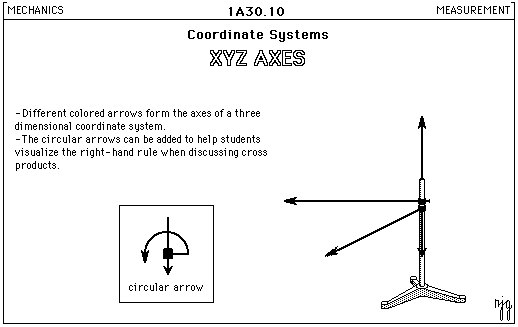 MECHANICS
1A30.10
MEASUREMENT
Coordinate Systems
XYZ AXES
-Different colored arrows form the axes of a three
dimensional coordinate system.
-The circular arrows can be added to help students
visualize the right-hand rule when discussing cross
products.
circular arrow